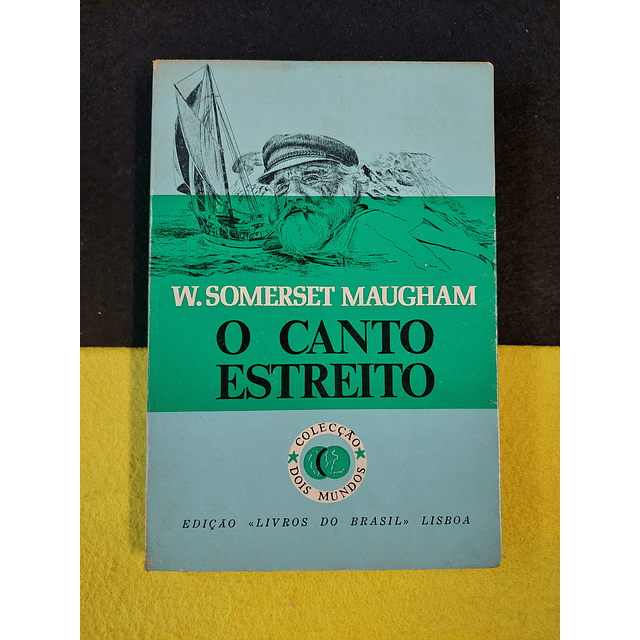 W. SOMERSET MAUGHAM
O CANTO
ESTREITO
COLECÇÃO
DOIS MUNDOS
EDIÇÃO «LIVROS DO BRASIL» LISBOA